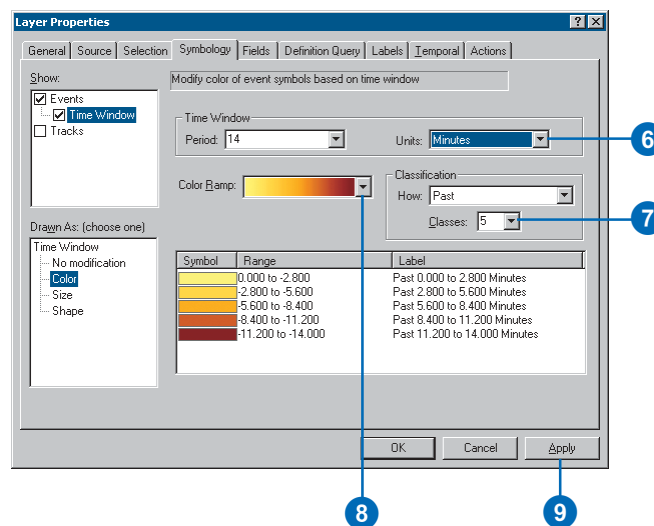 Layer Properties
General Source Selection Symbology Fields Definition Query Labels Temporal Actions
Show:
Events
Time Window
Tracks
Modify color of event symbols based on time window
Time Window
Period: 14
Units: Minutes
6
Color Ramp:
Classification
How: Past
Classes: 5
7
Drawn As: (choose one)
Time Window
No modification
Color
Size
Shape
Symbol Range Label
0.000 to -2.800 Past 0.000 to 2.800 Minutes
-2.800 to -5.600 Past 2.800 to 5.600 Minutes
-5.600 to -8.400 Past 5.600 to 8.400 Minutes
-8.400 to -11.200 Past 8.400 to 11.200 Minutes
-11.200 to -14.000 Past 11.200 to 14.000 Minutes
OK Cancel Apply
8 9